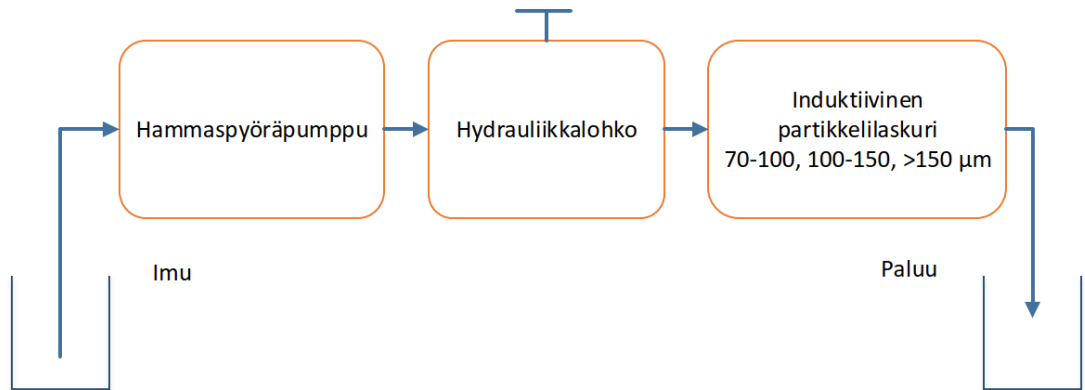 Hammaspyöräpumppu
Hydrauliikkalohko
Induktiivinen
partikkelilaskuri
70-100, 100-150, >150 µm
Imu
Paluu